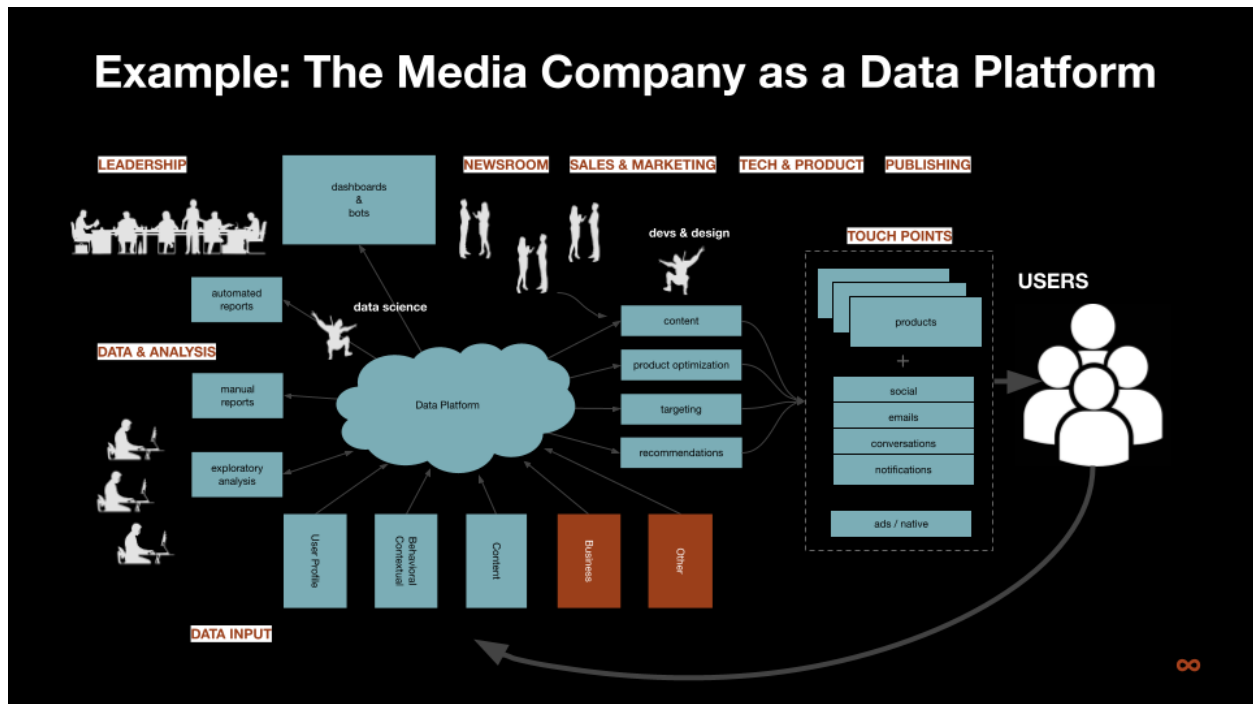 Example: The Media Company as a Data Platform
LEADERSHIP
dashboards
&
bots
NEWSROOM
SALES & MARKETING
TECH & PRODUCT
PUBLISHING
devs & design
TOUCH POINTS
automated
reports
data science
USERS
content
products
DATA & ANALYSIS
product optimization
+
manual
reports
Data Platform
targeting
social
emails
recommendations
conversations
exploratory
analysis
notifications
ads / native
User Profile
Behavioral
Contextual
Content
Business
Other
DATA INPUT
∞